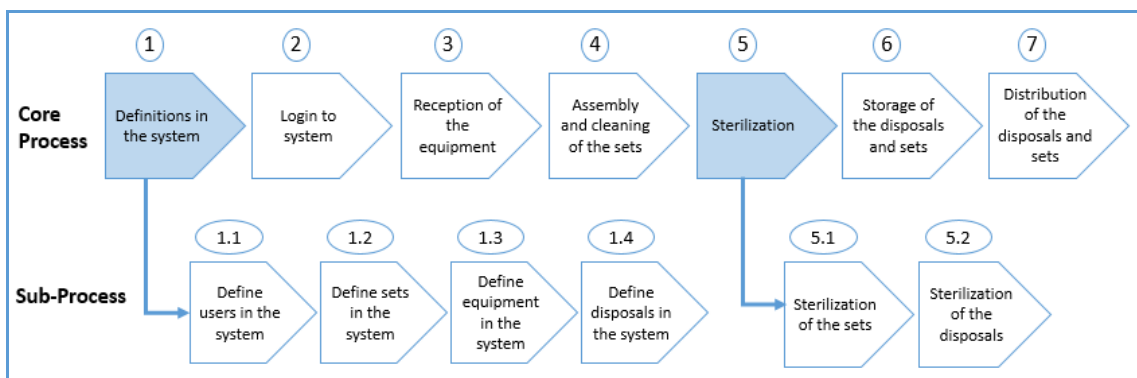 1
2
3
4
5
6
7
Core
Process
Definitions in
the system
Login to
system
Reception of
the
equipment
Assembly
and cleaning
of the sets
Sterilization
Storage of
the disposals
and sets
Distribution
of the
disposals and
sets
1.1
1.2
1.3
1.4
5.1
5.2
Sub-Process
Define
users in the
system
Define sets
in the
system
Define
equipment
in the
system
Define
disposals in
the system
Sterilization
of the sets
Sterilization
of the
disposals